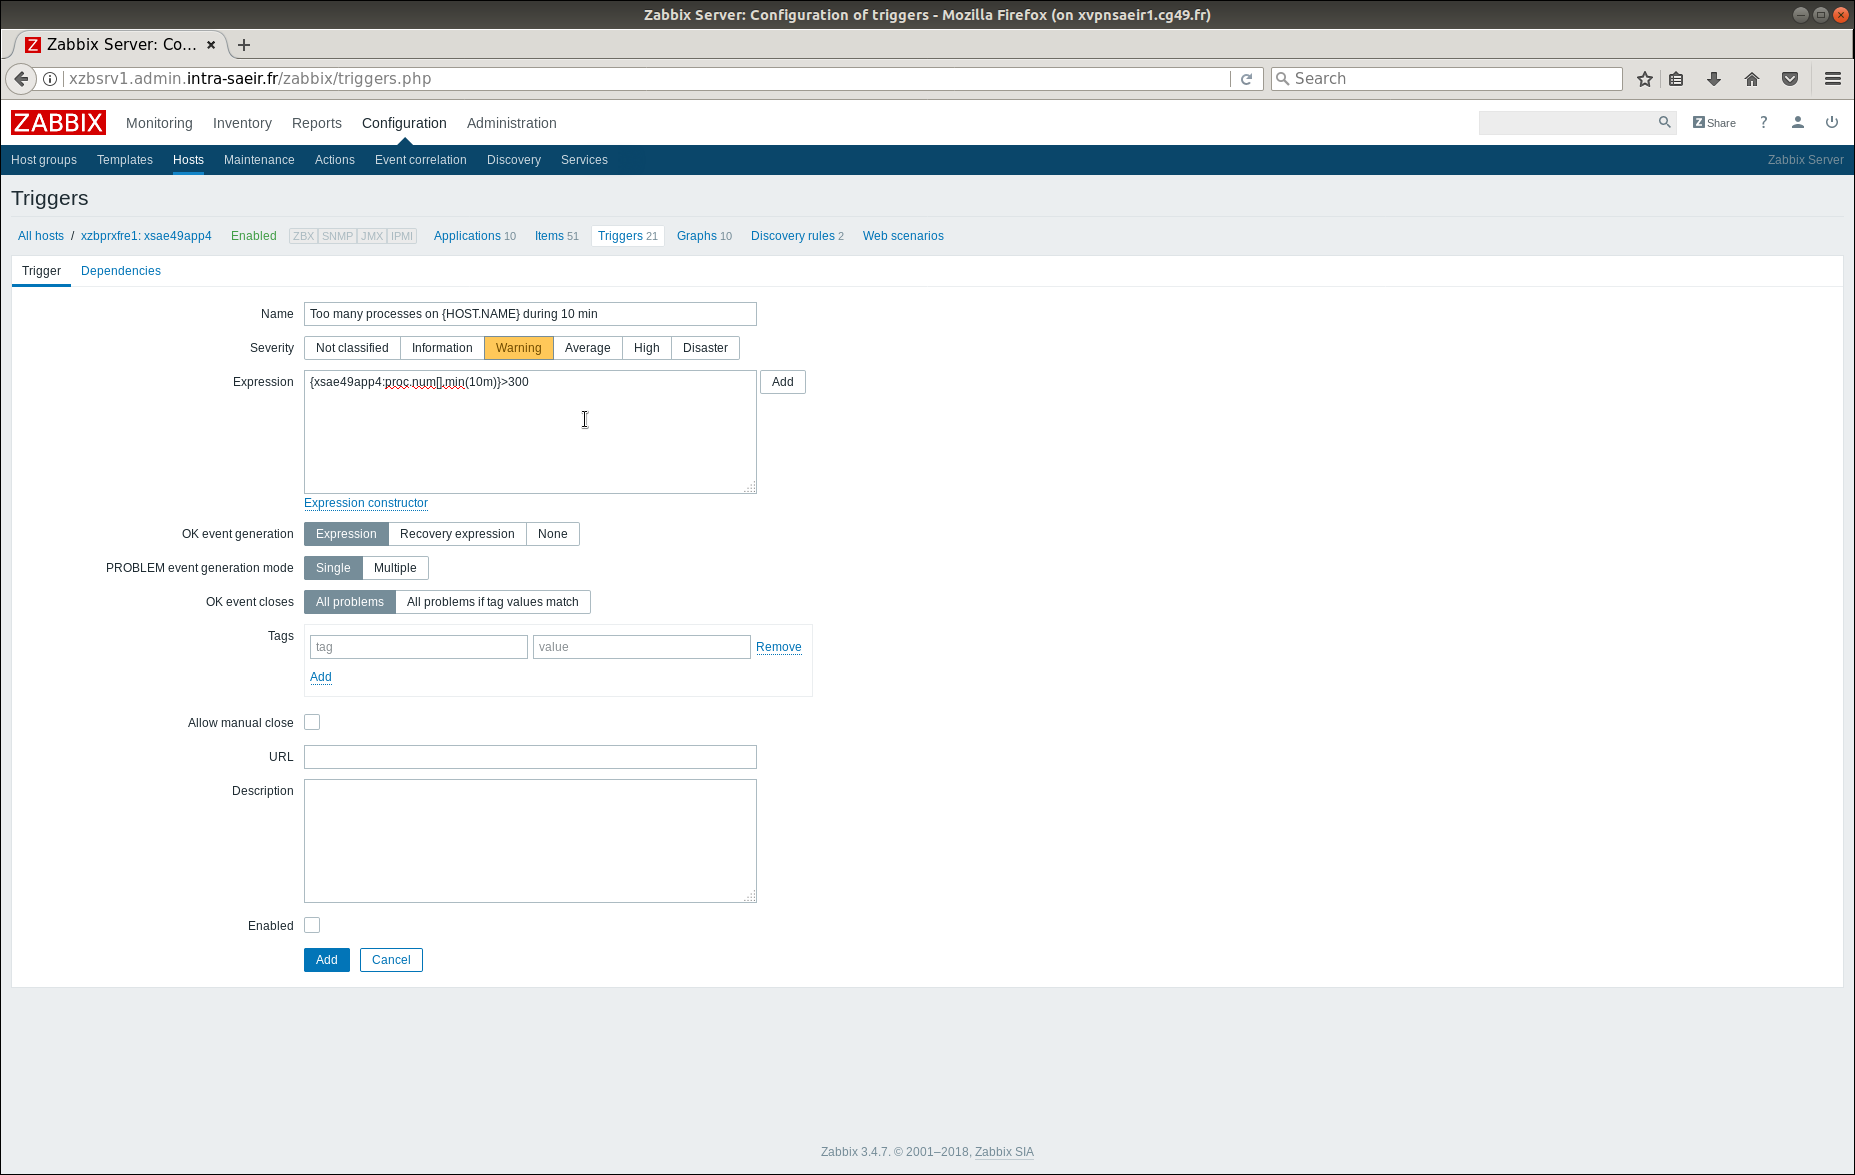 Zabbix Server: Configuration of triggers - Mozilla Firefox (on xvpnsaeir1.cg49.fr)
Z Zabbix Server: Co... × +
xzbsrv1.admin.intra-saeir.fr/zabbix/triggers.php
Search
ZABBIX Monitoring Inventory Reports Configuration Administration
Z Share ?
Host groups Templates Hosts Maintenance Actions Event correlation Discovery Services Zabbix Server
Triggers
All hosts / xzbprxfre1: xsae49app4 Enabled ZBX SNMP JMX IPMI Applications 10 Items 51 Triggers 21 Graphs 10 Discovery rules 2 Web scenarios
Trigger Dependencies
Name Too many processes on {HOST.NAME} during 10 min
Severity Not classified Information Warning Average High Disaster
Expression {xsae49app4:proc.num[].min(10m)}>300 Add
Expression constructor
OK event generation Expression Recovery expression None
PROBLEM event generation mode Single Multiple
OK event closes All problems All problems if tag values match
Tags
tag value Remove
Add
Allow manual close
URL
Description
Enabled
Add Cancel
Zabbix 3.4.7. © 2001–2018, Zabbix SIA